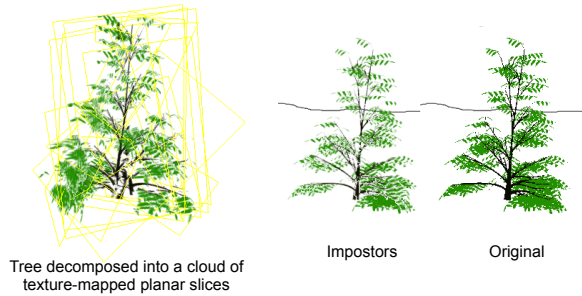 Impostors
Original
Tree decomposed into a cloud of
texture-mapped planar slices